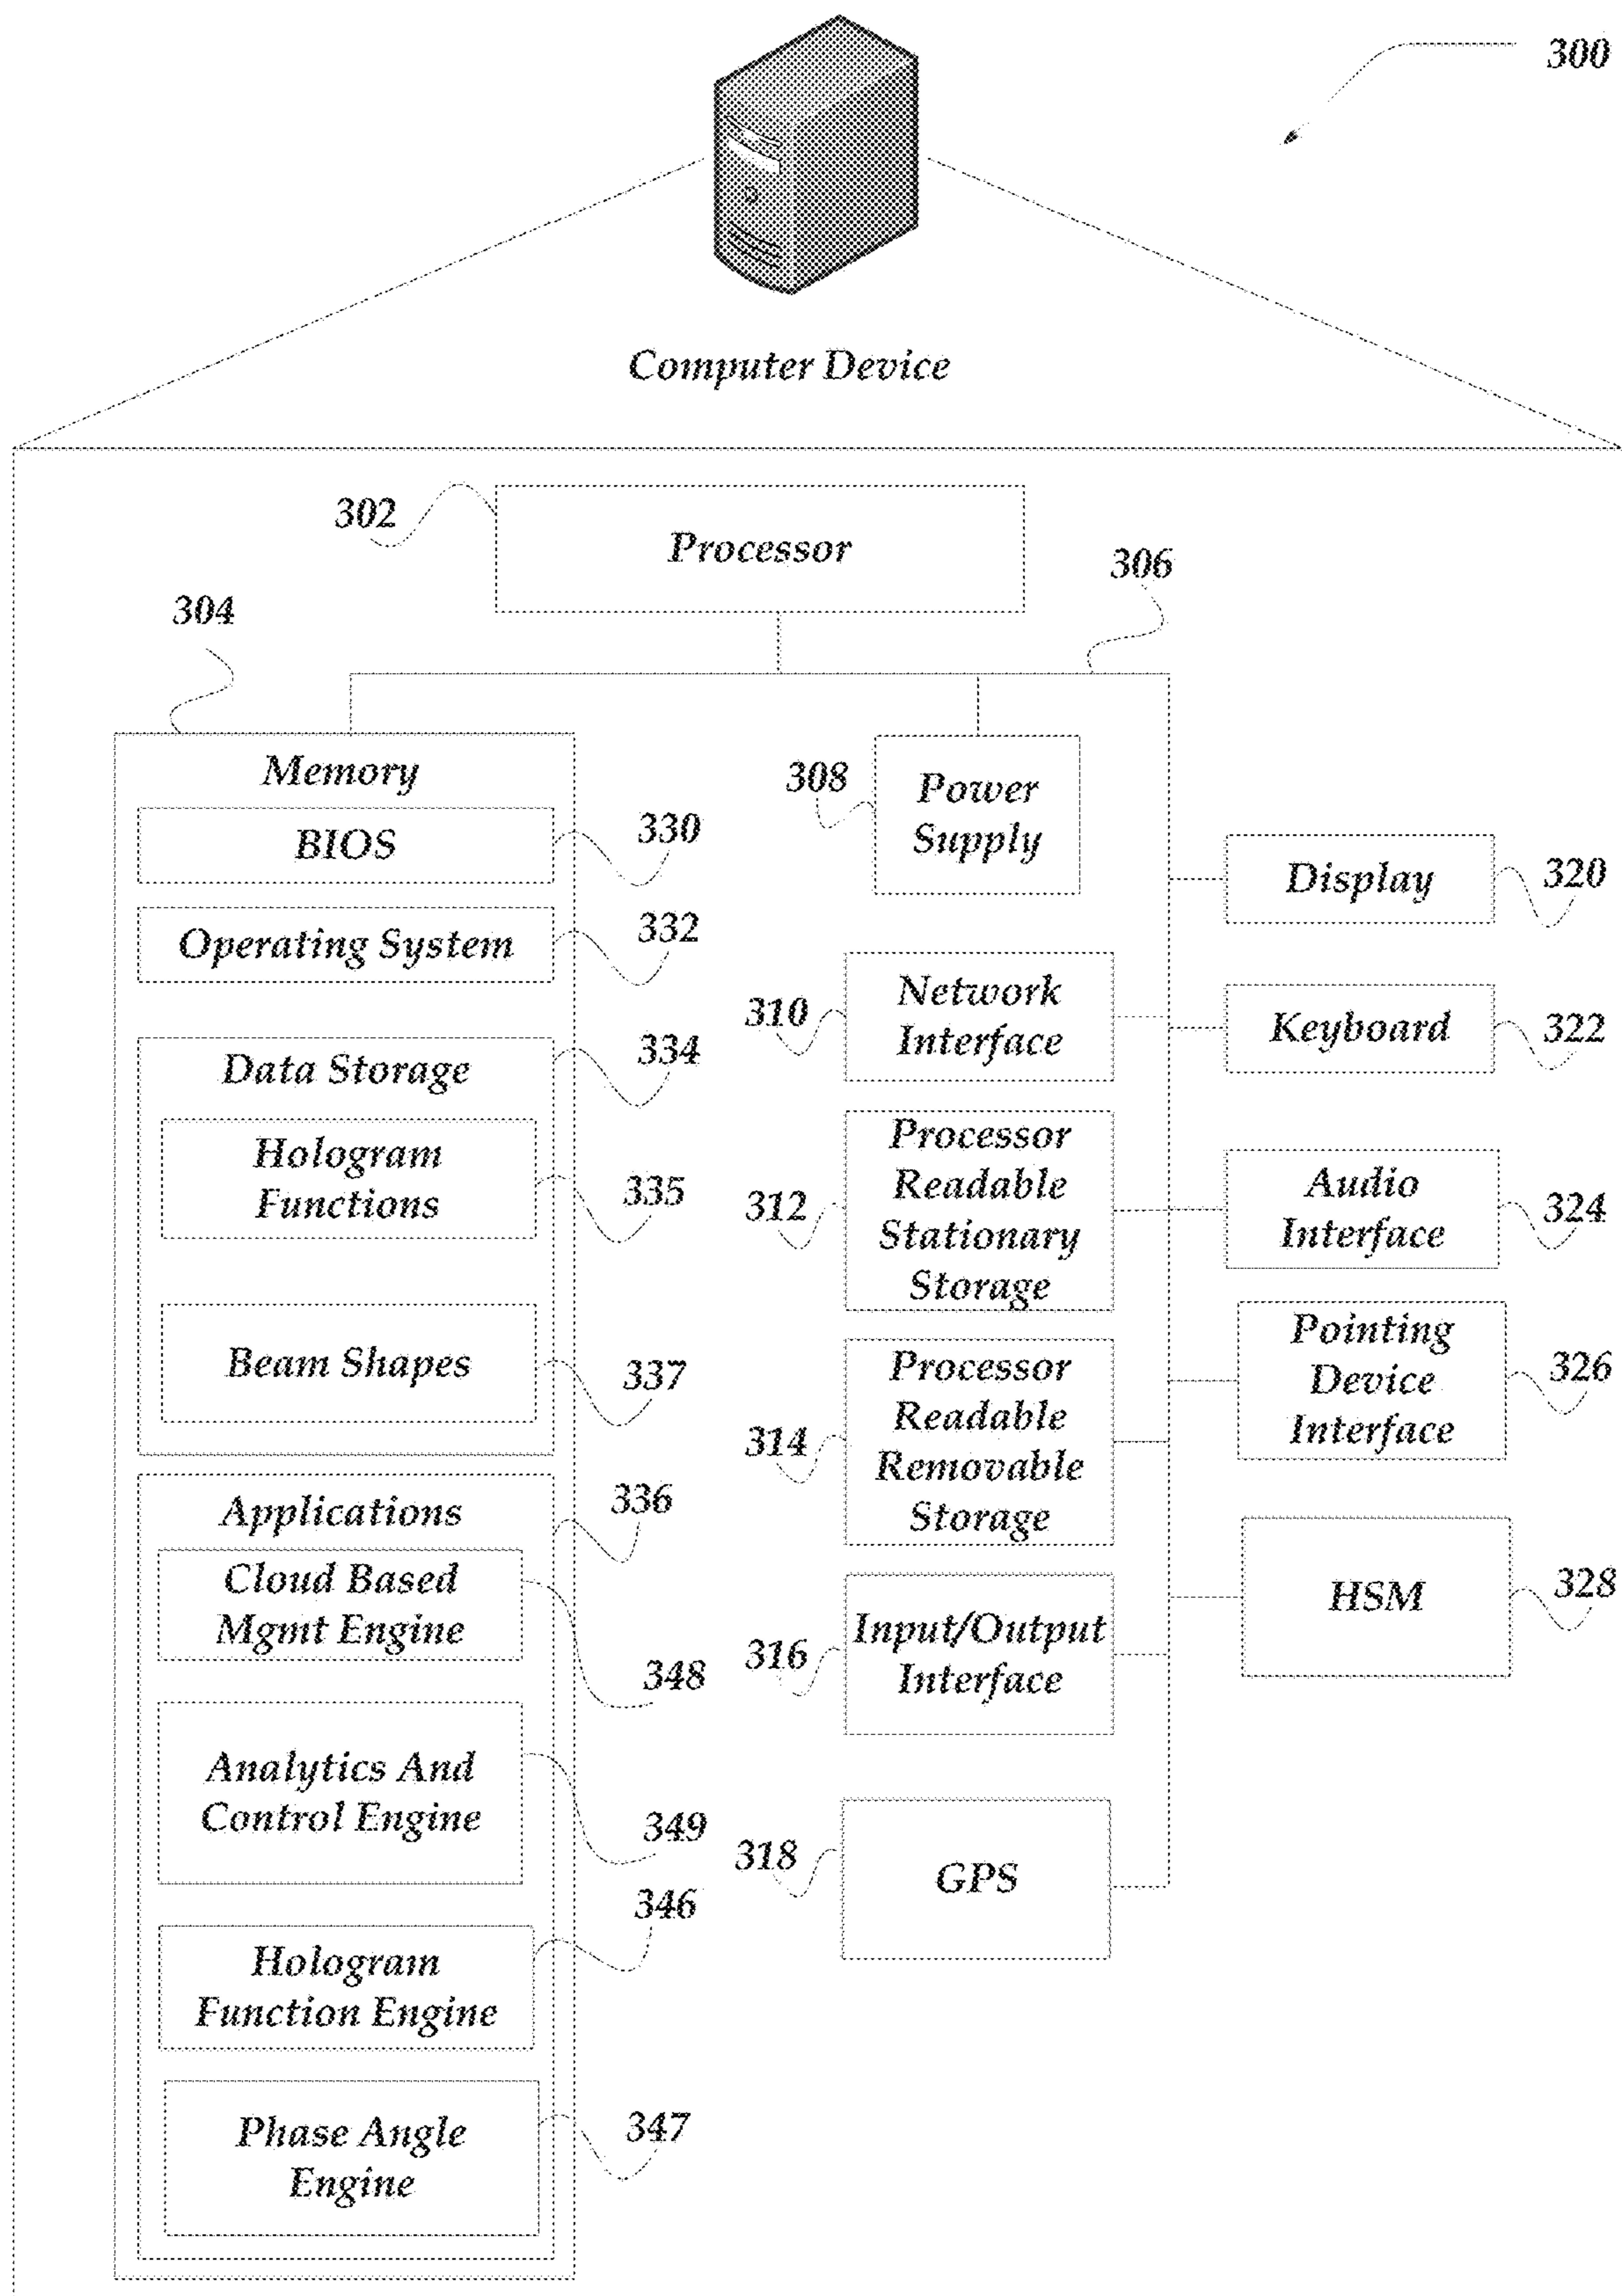 300
Computer Device
302
Processor
306
304
Memory
BIOS
330
Operating System
332
Data Storage
334
Hologram
Functions
335
Beam Shapes
337
Applications
336
Cloud Based
Mgmt Engine
348
Analytics And
Control Engine
349
Hologram
Function Engine
346
Phase Angle
Engine
347
308
Power
Supply
310
Network
Interface
312
Processor
Readable
Stationary
Storage
314
Processor
Readable
Removable
Storage
316
Input/Output
Interface
318
GPS
Display
320
Keyboard
322
Audio
Interface
324
Pointing
Device
Interface
326
HSM
328